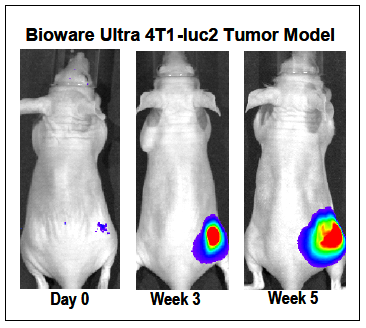 Bioware Ultra 4T1-luc2 Tumor Model
Day 0
Week 3
Week 5